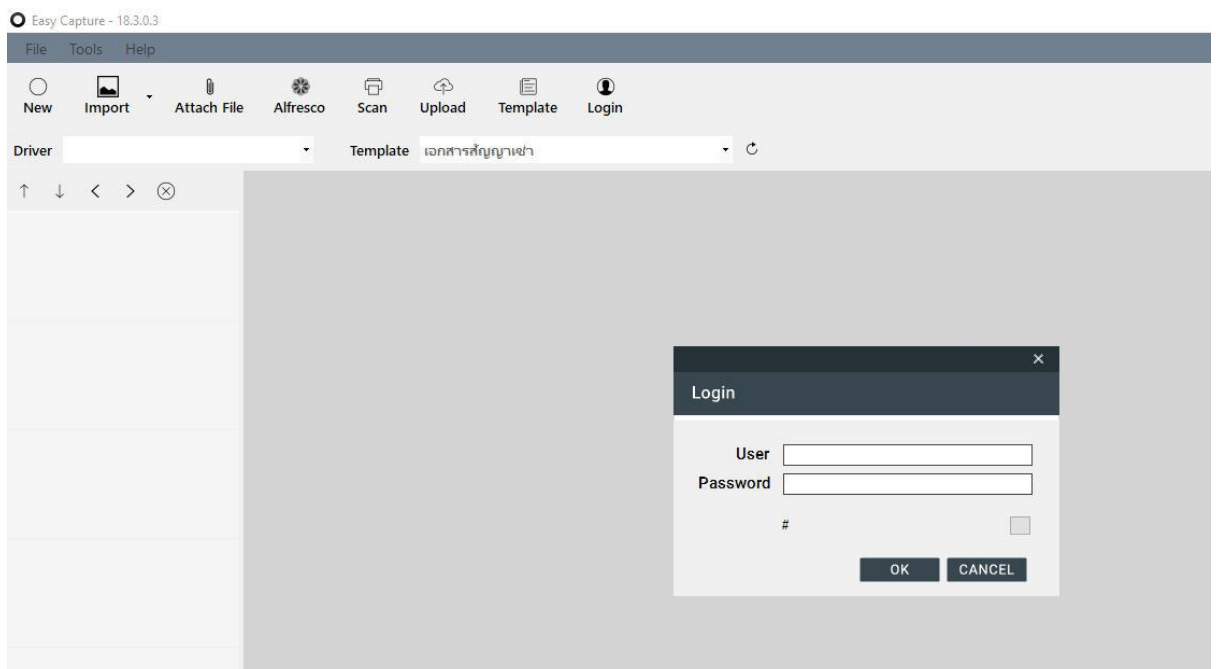 Easy Capture - 18.3.0.3
File Tools Help
New Import Attach File Alfresco Scan Upload Template Login
Driver Template เอกสารสัญญาเช่า
Login
User
Password
#
OK CANCEL